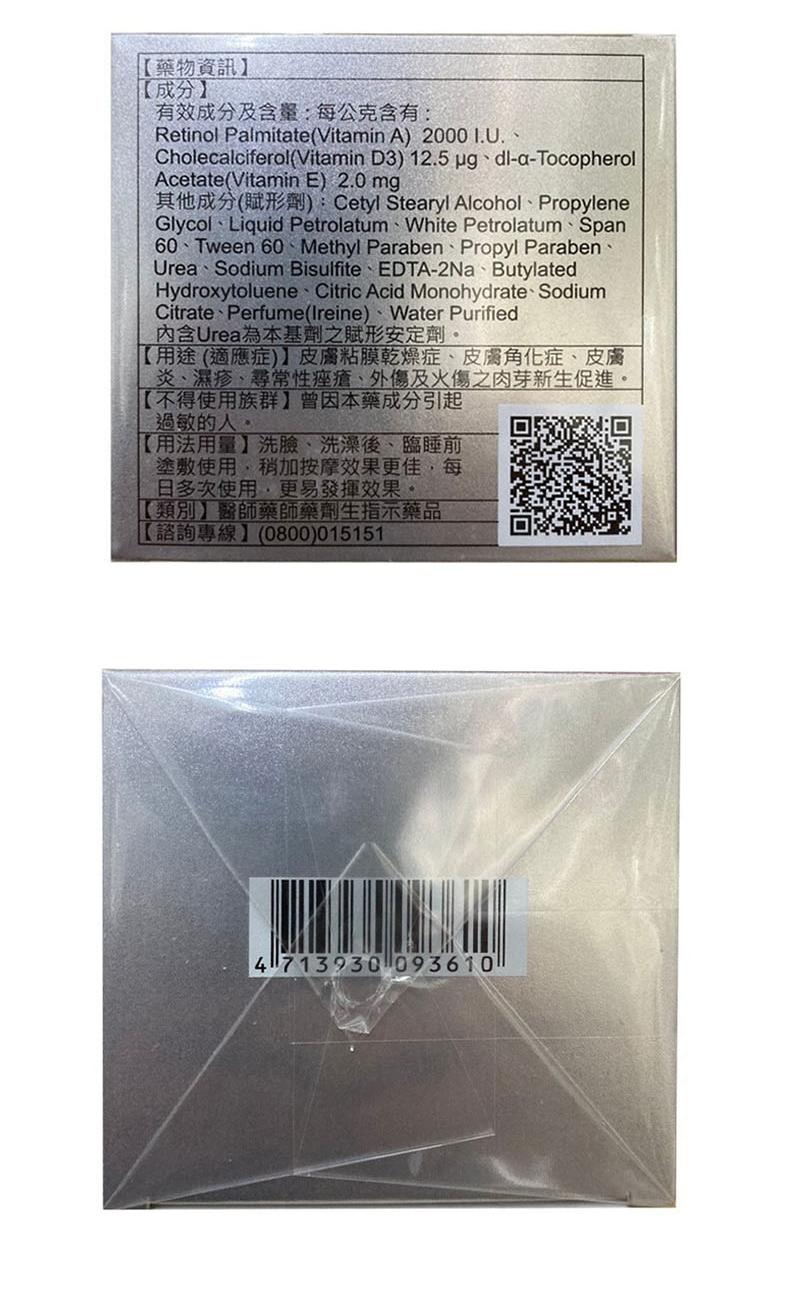 【藥物資訊】
【成分】
有效成分及含量：每公克含有：
Retinol Palmitate(Vitamin A) 2000 I.U.、
Cholecalciferol(Vitamin D3) 12.5 μg、dl-α-Tocopherol
Acetate(Vitamin E) 2.0 mg
其他成分(賦形劑)：Cetyl Stearyl Alcohol、Propylene
Glycol、Liquid Petrolatum、White Petrolatum、Span
60、Tween 60、Methyl Paraben、Propyl Paraben、
Urea、Sodium Bisulfite、EDTA-2Na、Butylated
Hydroxytoluene、Citric Acid Monohydrate、Sodium
Citrate、Perfume(Ireine)、Water Purified
內含Urea為本基劑之賦形安定劑。
【用途 (適應症)】皮膚粘膜乾燥症、皮膚角化症、皮膚
炎、濕疹、尋常性痤瘡、外傷及火傷之肉芽新生促進。
【不得使用族群】曾因本藥成分引起
過敏的人。
【用法用量】洗臉、洗澡後、臨睡前
塗敷使用，稍加按摩效果更佳，每
日多次使用，更易發揮效果。
【類別】醫師藥師藥劑生指示藥品
【諮詢專線】(0800)015151
4 713930 093610